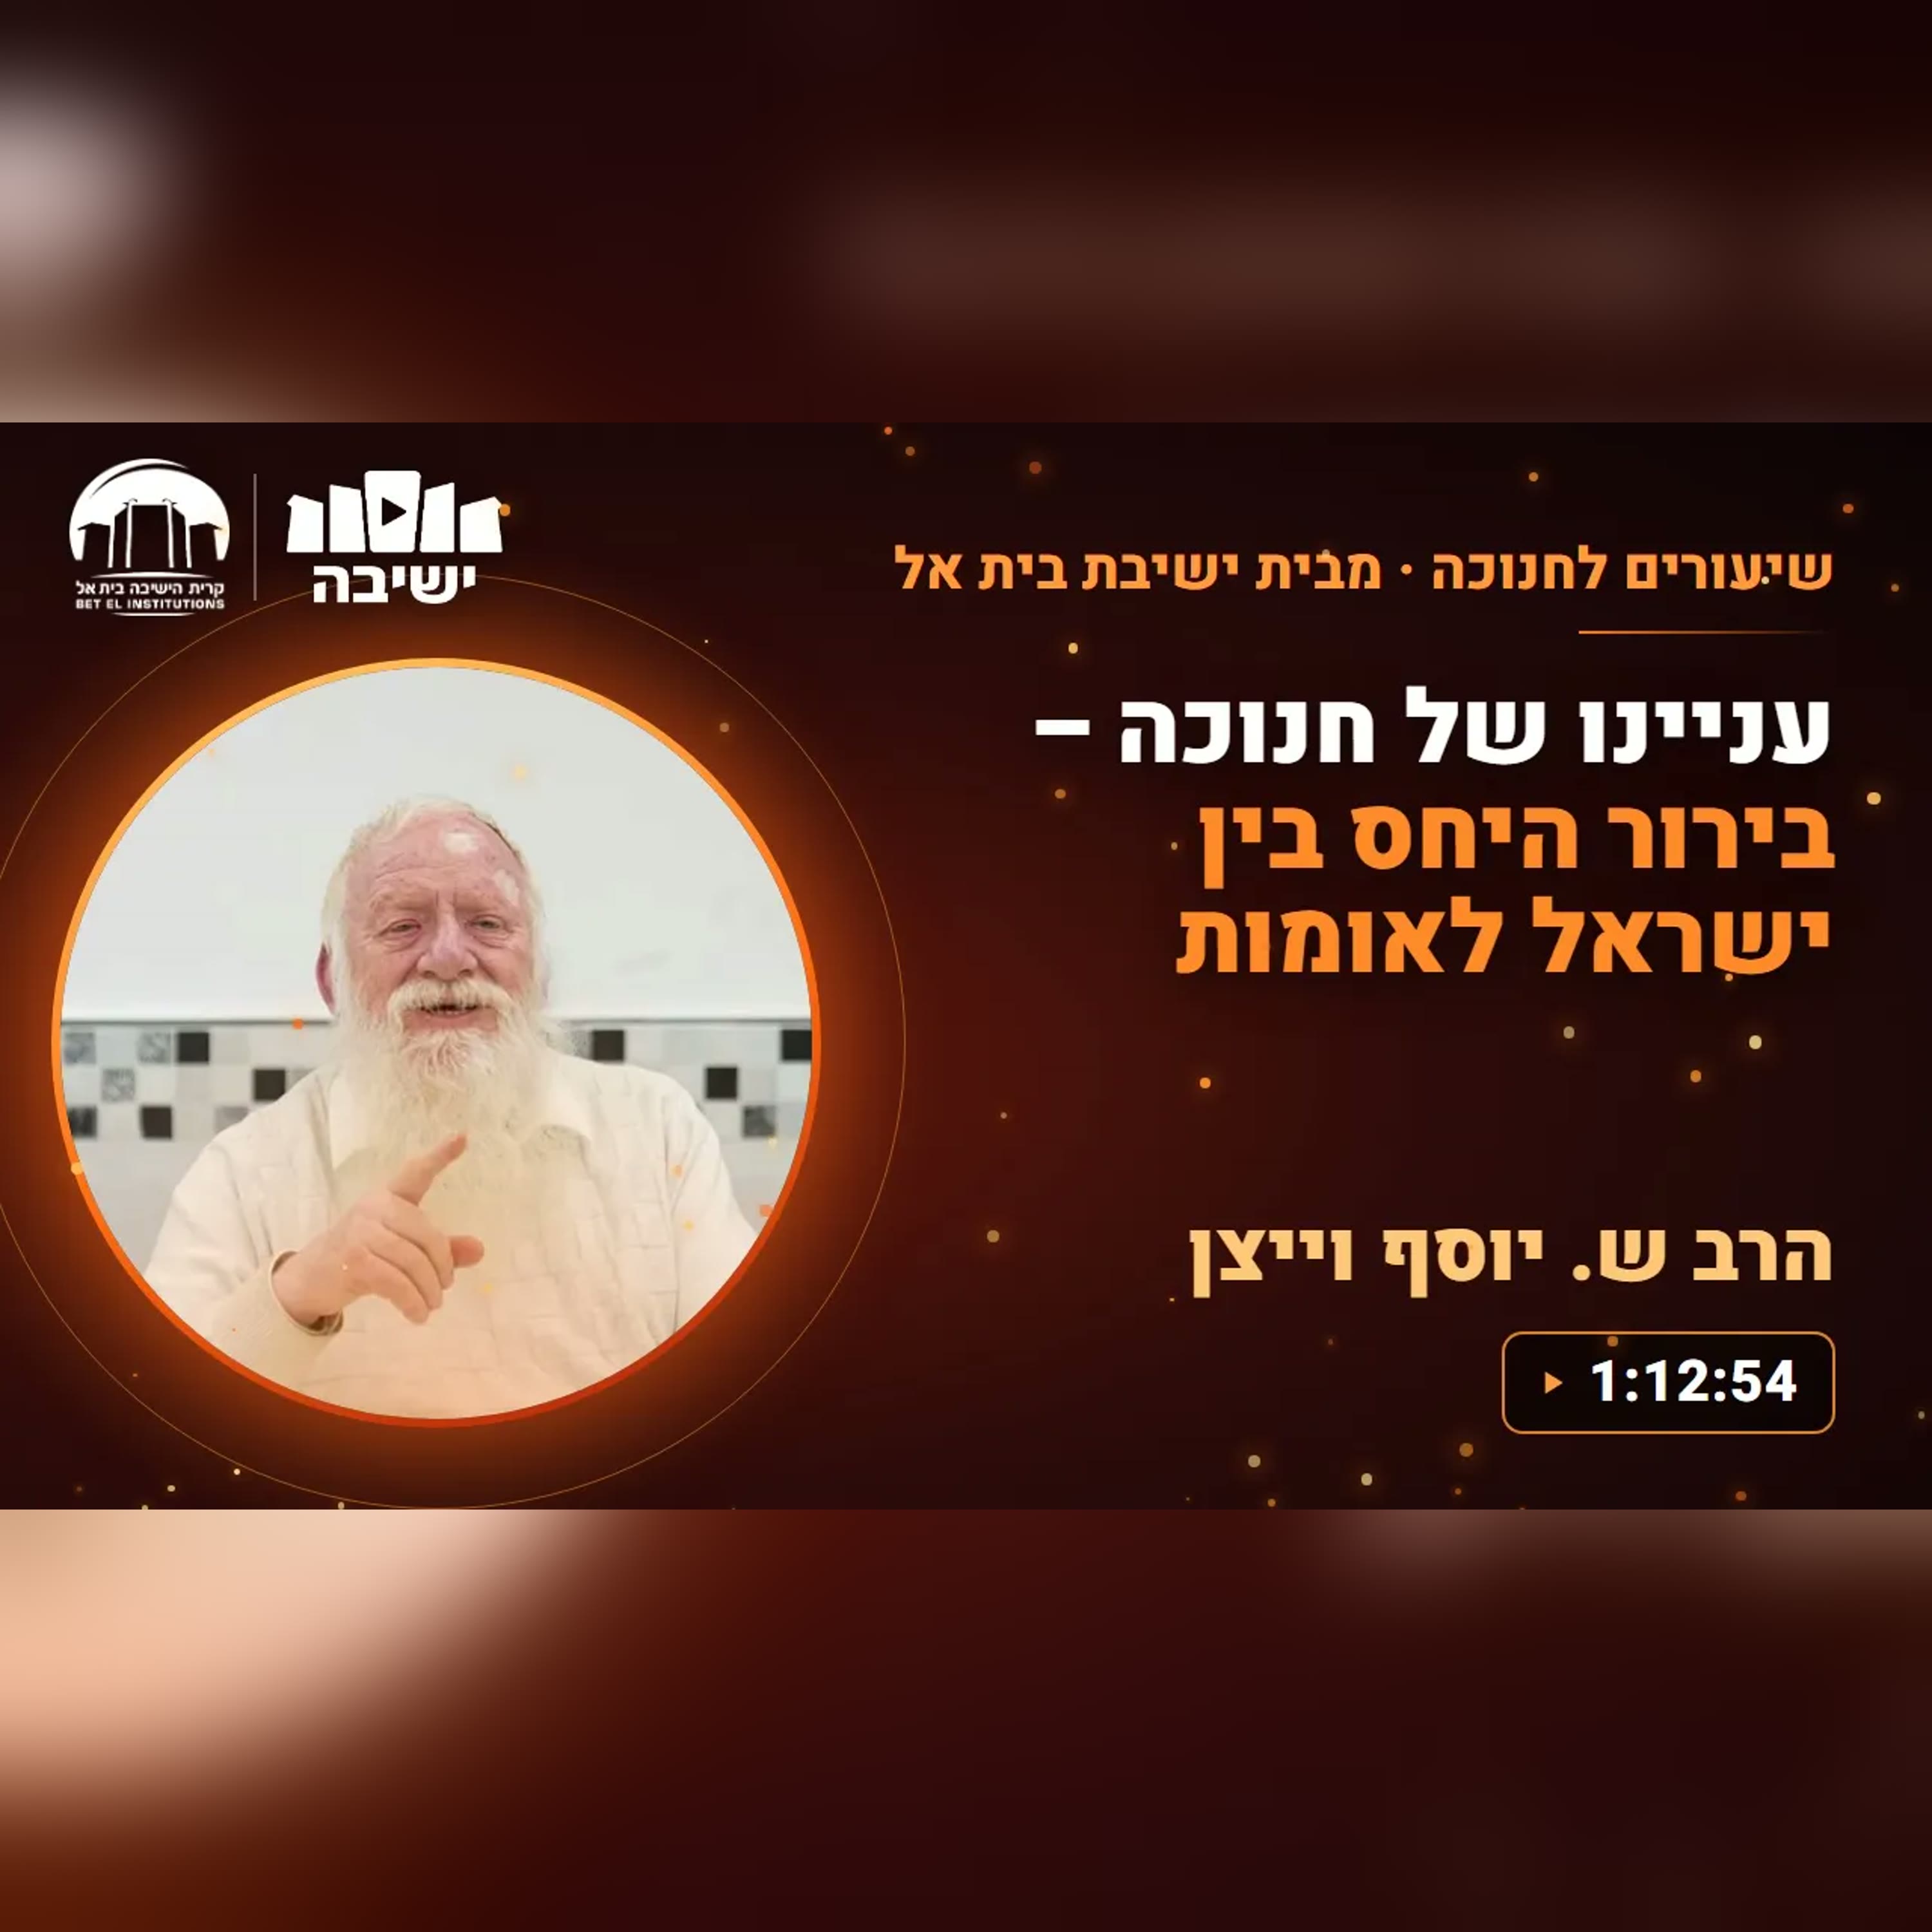 קרית הישיבה בית אל
BET EL INSTITUTIONS
ישיבה
שיעורים לחנוכה · מבית ישיבת בית אל
עניינו של חנוכה –
בירור היחס בין
ישראל לאומות
הרב ש. יוסף וייצן
1:12:54